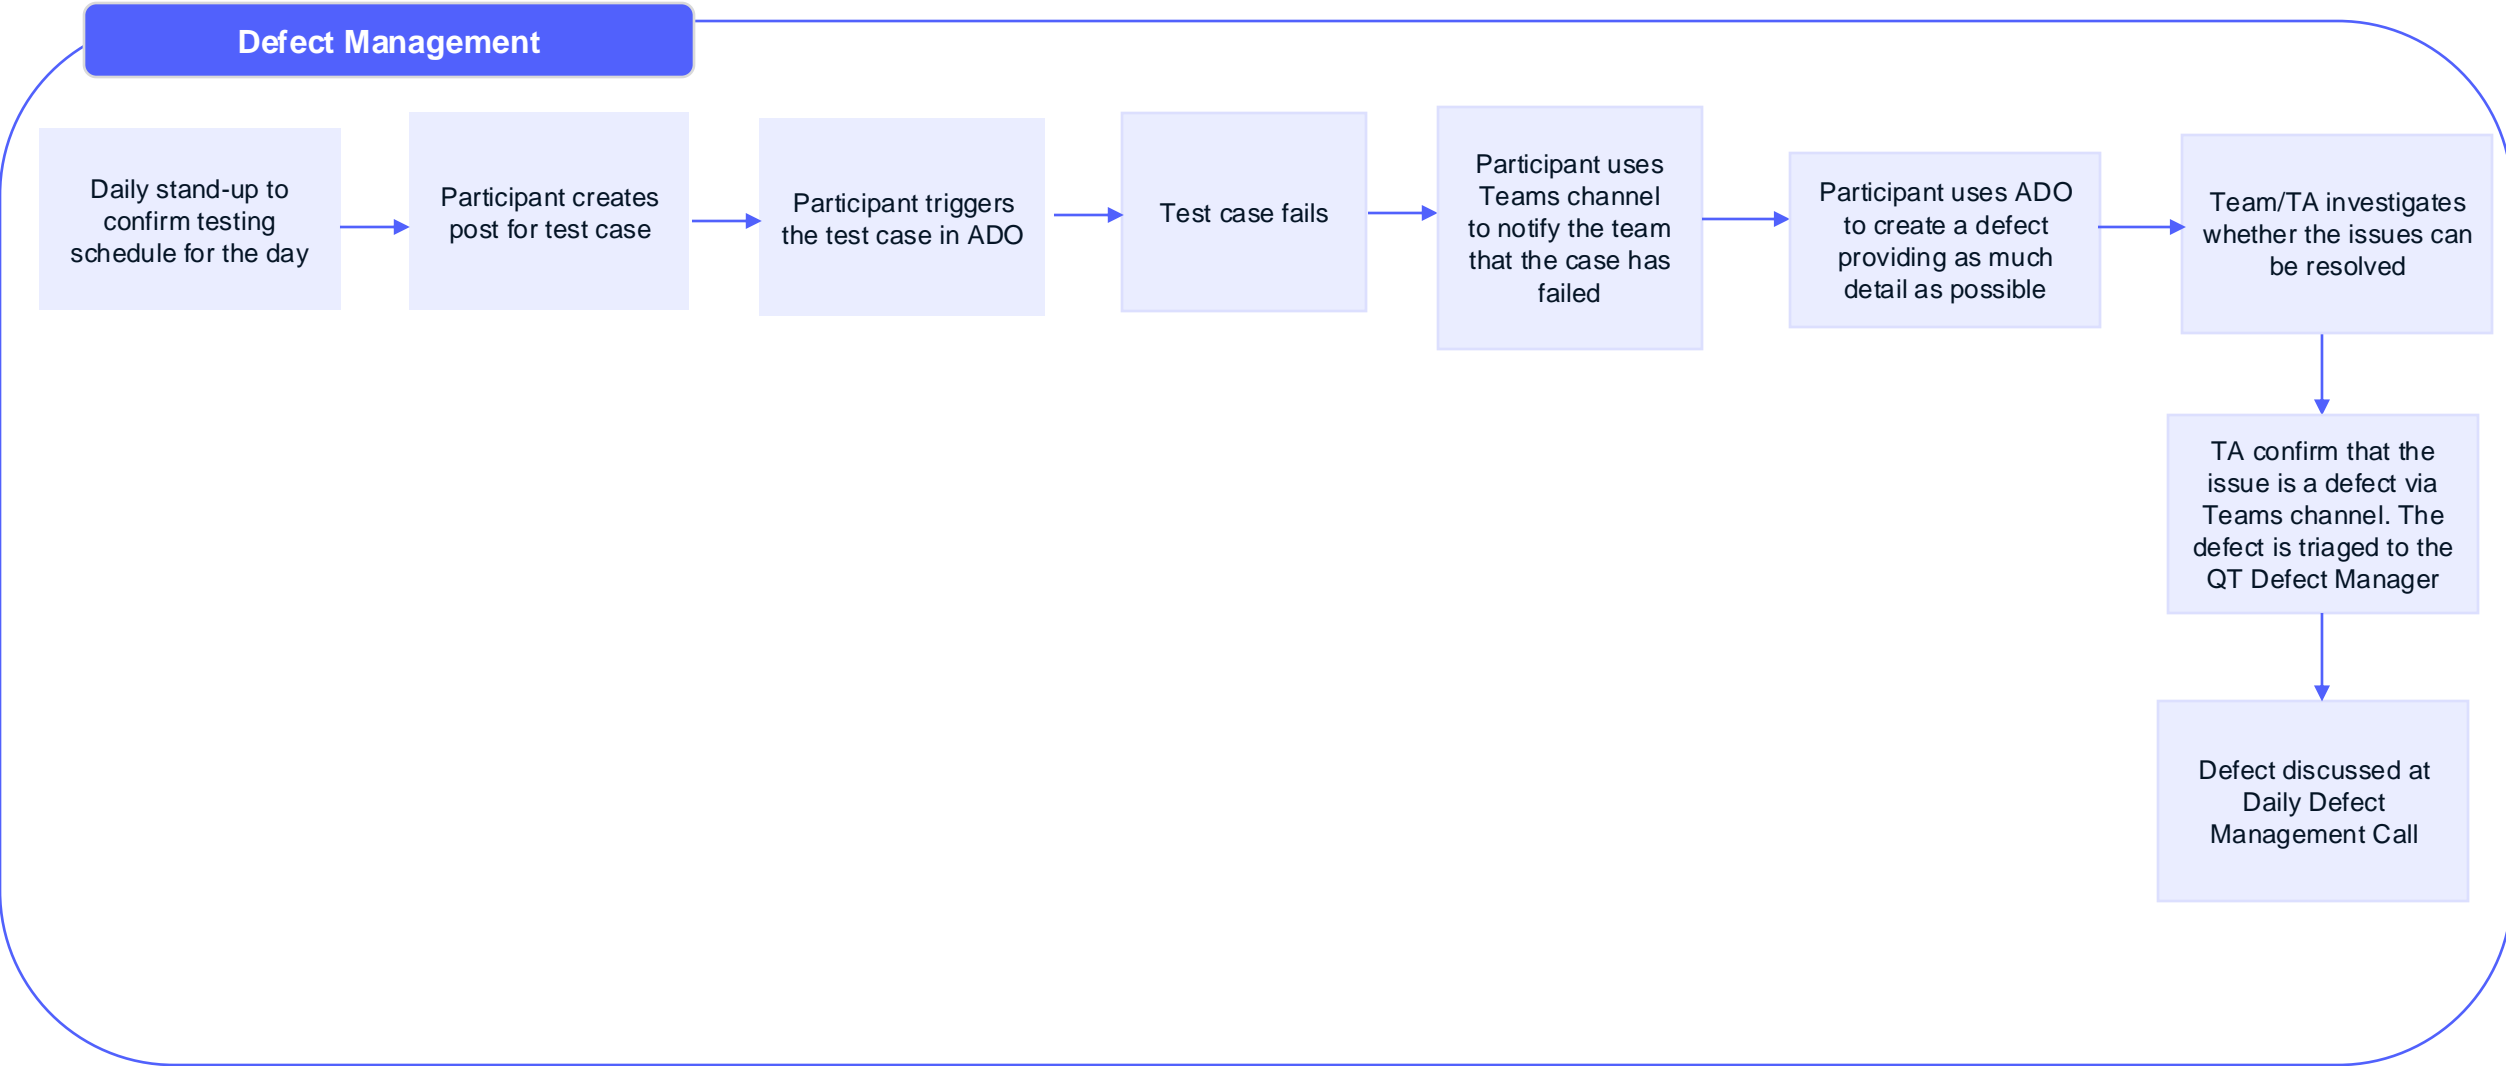 Defect Management
Daily stand-up to
confirm testing
schedule for the day
Participant creates
post for test case
Participant triggers
the test case in ADO
Test case fails
Participant uses
Teams channel
to notify the team
that the case has
failed
Participant uses ADO
to create a defect
providing as much
detail as possible
Team/TA investigates
whether the issues can
be resolved
TA confirm that the
issue is a defect via
Teams channel. The
defect is triaged to the
QT Defect Manager
Defect discussed at
Daily Defect
Management Call